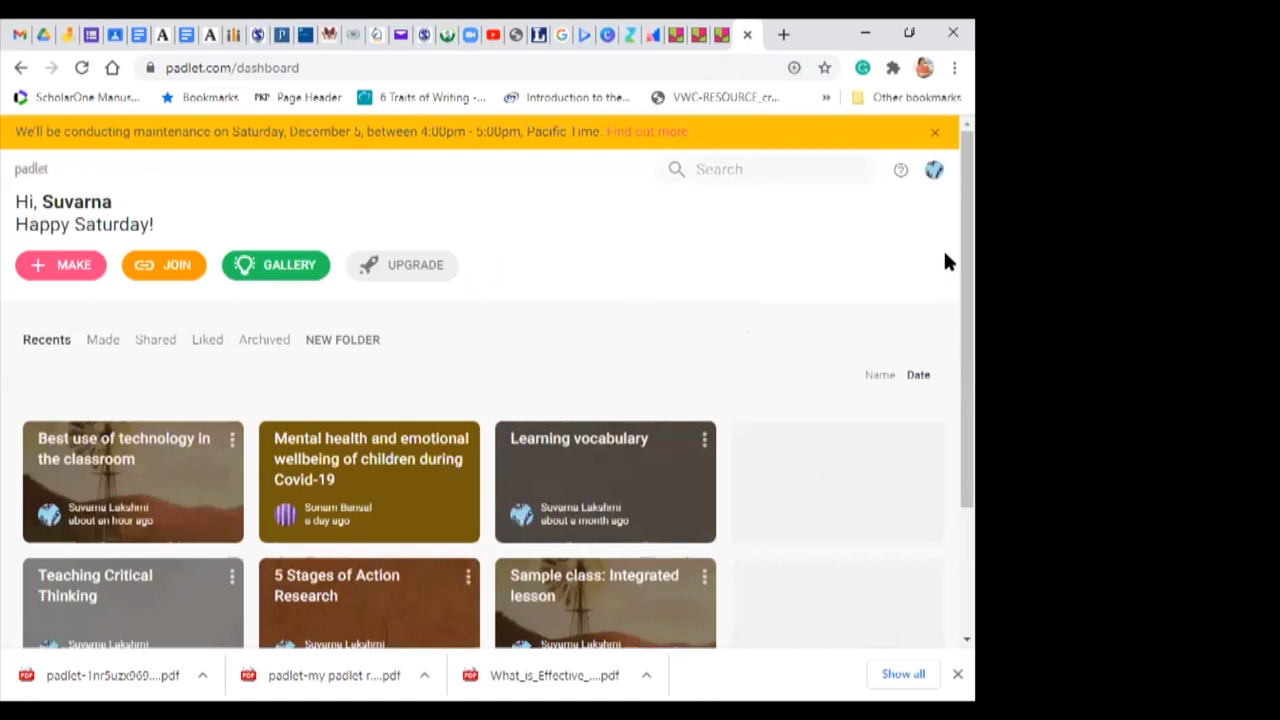 padlet.com/dashboard
ScholarOne Manus... Bookmarks Page Header 6 Traits of Writing -... Introduction to the... VWC-RESOURCE_cr... » Other bookmarks
We'll be conducting maintenance on Saturday, December 5, between 4:00pm - 5:00pm, Pacific Time. Find out more
padlet Search
Hi, Suvarna
Happy Saturday!
MAKE JOIN GALLERY UPGRADE
Recents Made Shared Liked Archived NEW FOLDER
Name Date
Best use of technology in
the classroom
Suvarna Lakshmi
about an hour ago
Mental health and emotional
wellbeing of children during
Covid-19
Sonam Bansal
a day ago
Learning vocabulary
Suvarna Lakshmi
about a month ago
Teaching Critical
Thinking
Suvarna Lakshmi
5 Stages of Action
Research
Suvarna Lakshmi
Sample class: Integrated
lesson
Suvarna Lakshmi
padlet-1nr5uzx969....pdf padlet-my padlet r....pdf What_is_Effective_....pdf Show all